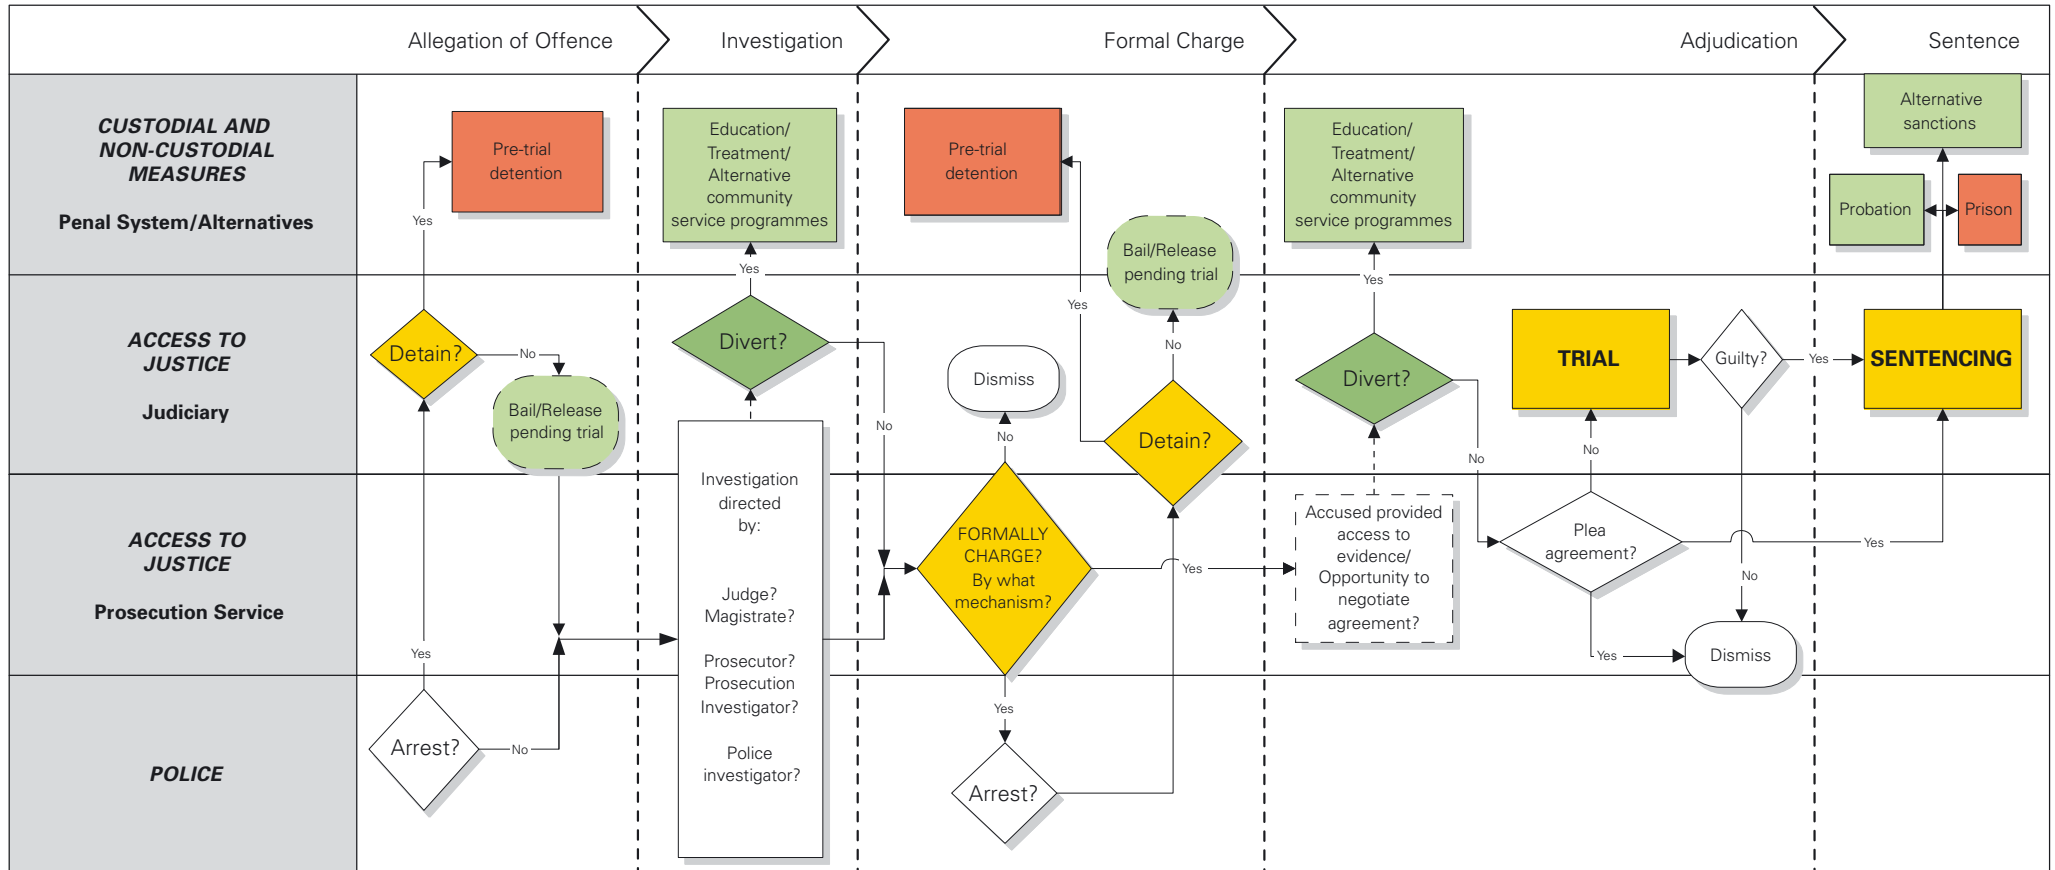 Allegation of Offence
Investigation
Formal Charge
Adjudication
Sentence
CUSTODIAL AND
NON-CUSTODIAL
MEASURES
Penal System/Alternatives
Yes
Pre-trial
detention
Education/
Treatment/
Alternative
community
service programmes
Yes
Pre-trial
detention
Yes
Bail/Release
pending trial
Education/
Treatment/
Alternative
community
service programmes
Yes
Alternative
sanctions
Probation
Prison
ACCESS TO
JUSTICE
Judiciary
Detain?
No
Bail/Release
pending trial
Divert?
No
Dismiss
No
No
Detain?
Divert?
No
TRIAL
No
Guilty?
Yes
SENTENCING
ACCESS TO
JUSTICE
Prosecution Service
Yes
Investigation
directed
by:
Judge?
Magistrate?
Prosecutor?
Prosecution
Investigator?
Police
investigator?
FORMALLY
CHARGE?
By what
mechanism?
Yes
Accused provided
access to
evidence/
Opportunity to
negotiate
agreement?
Plea
agreement?
Yes
No
Yes
Dismiss
POLICE
Arrest?
No
Yes
Arrest?